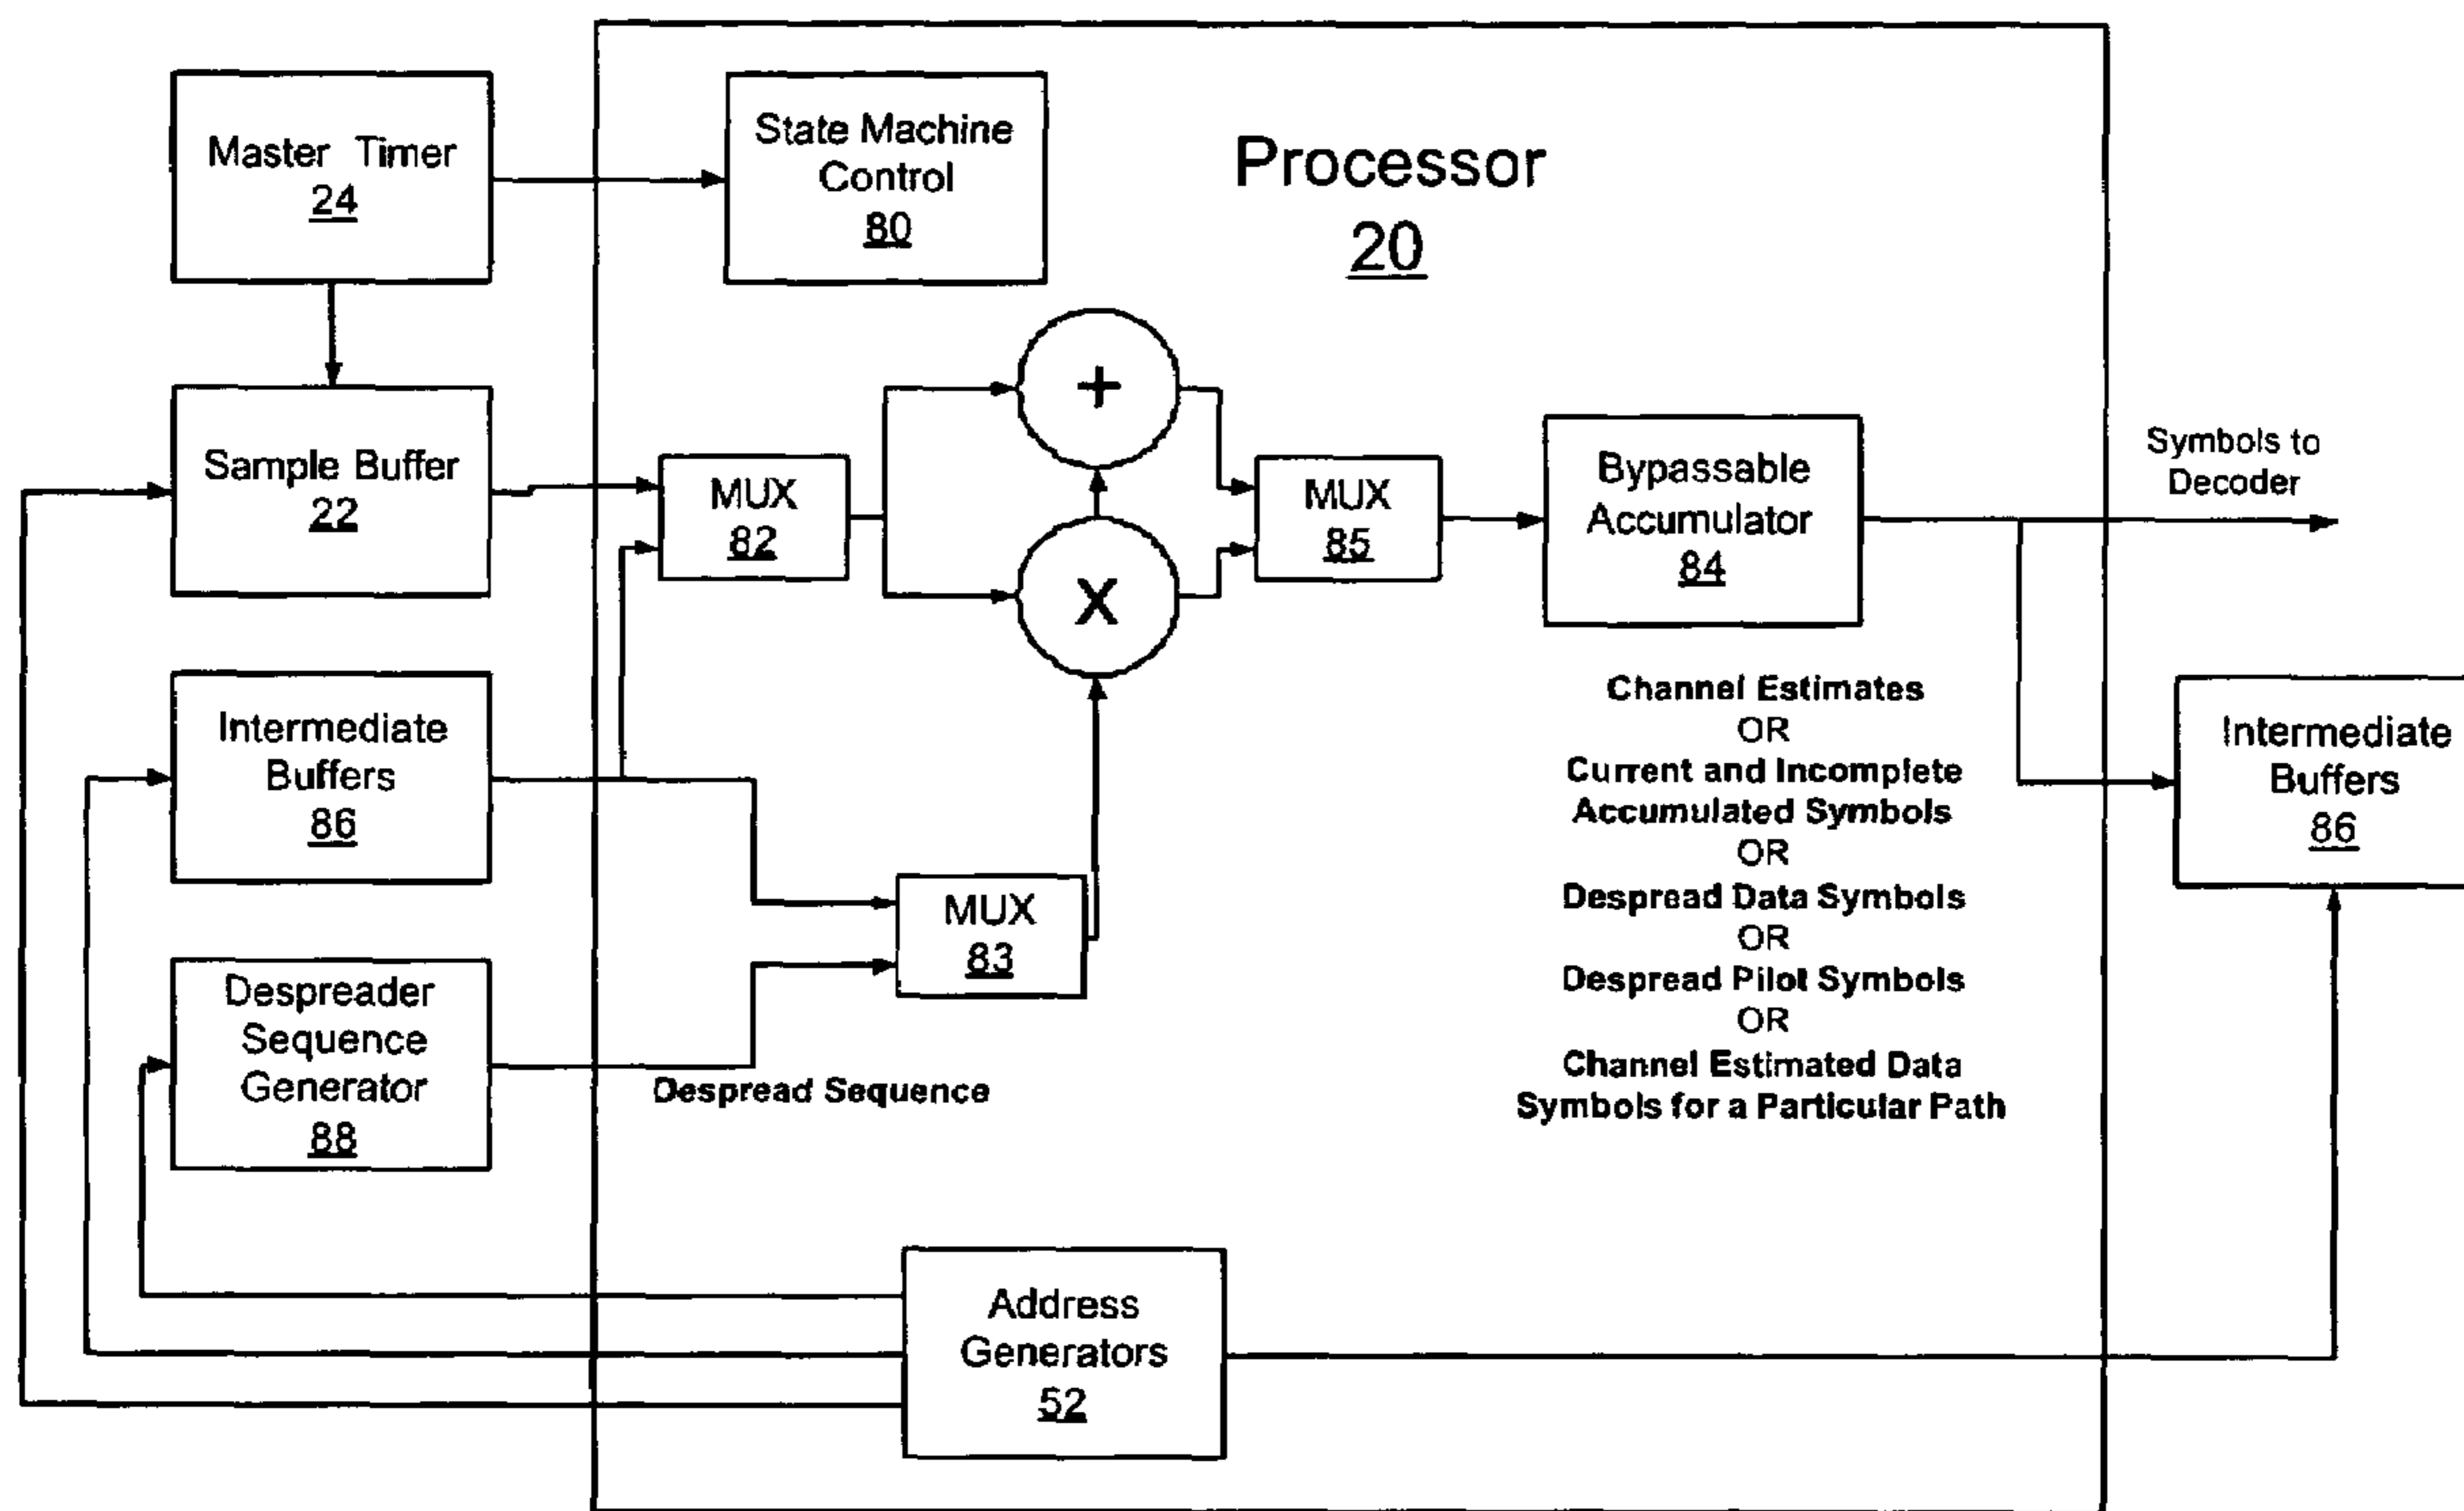 Master Timer
24
State Machine
Control
80
Processor
20
Sample Buffer
22
MUX
82
+
X
MUX
85
Bypassable
Accumulator
84
Symbols to
Decoder
Intermediate
Buffers
86
Channel Estimates
OR
Current and Incomplete
Accumulated Symbols
OR
Despread Data Symbols
OR
Despread Pilot Symbols
OR
Channel Estimated Data
Symbols for a Particular Path
Intermediate
Buffers
86
MUX
83
Despreader
Sequence
Generator
88
Despread Sequence
Address
Generators
52